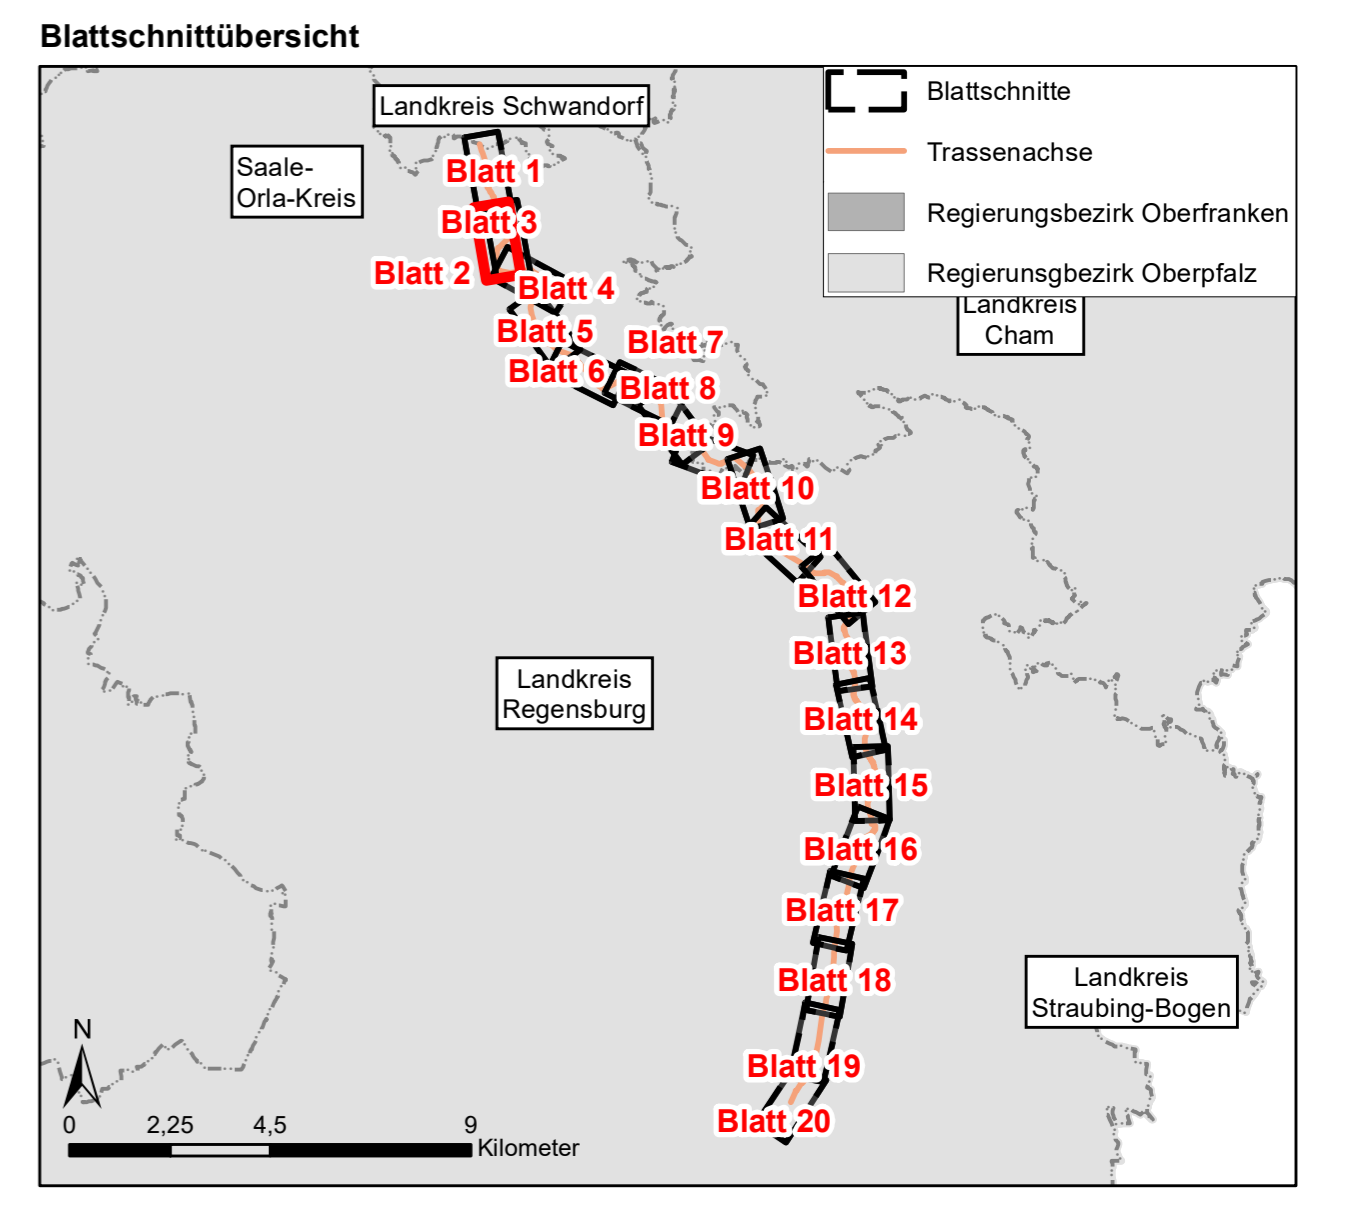 Blattschnittübersicht
Landkreis Schwandorf
Saale-
Orla-Kreis
Blattschnitte
Trassenachse
Regierungsbezirk Oberfranken
Regierunsgbezirk Oberpfalz
Landkreis
Cham
Blatt 1
Blatt 3
Blatt 2
Blatt 4
Blatt 5
Blatt 7
Blatt 6
Blatt 8
Blatt 9
Blatt 10
Blatt 11
Blatt 12
Blatt 13
Landkreis
Regensburg
Blatt 14
Blatt 15
Blatt 16
Blatt 17
Blatt 18
Landkreis
Straubing-Bogen
Blatt 19
Blatt 20
N
0 2,25 4,5 9
Kilometer